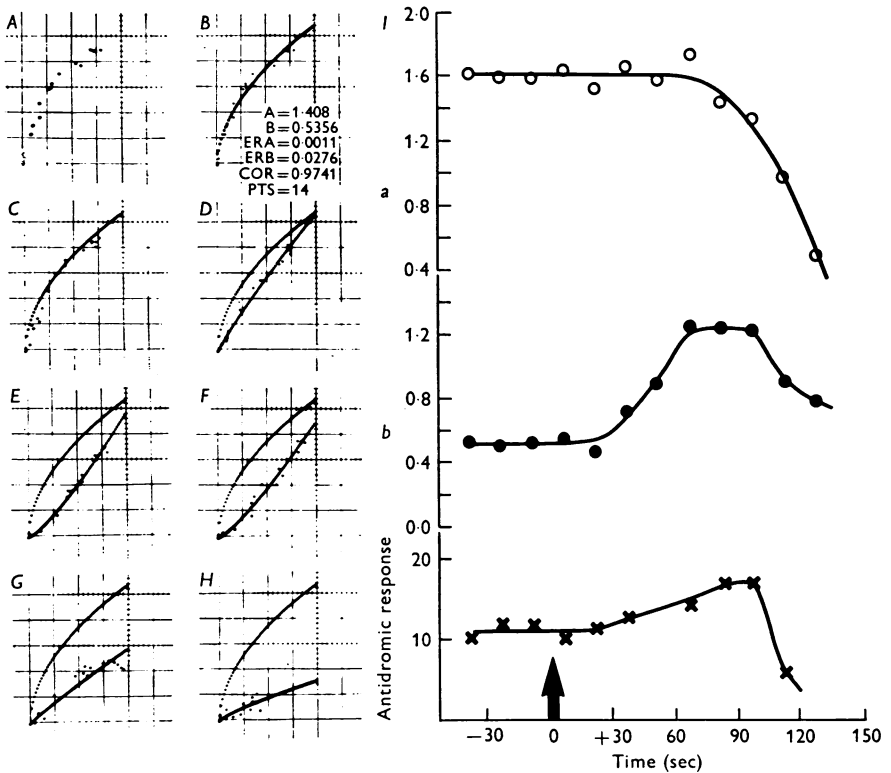 A
B
A=1·408
B=0·5356
ERA=0·0011
ERB=0·0276
COR=0·9741
PTS=14
C
D
E
F
G
H
I
2·0
1·6
1·2
a
0·8
0·4
1·2
0·8
b
0·4
0·0
20
10
Antidromic response
−30 0 +30 60 90 120 150
Time (sec)